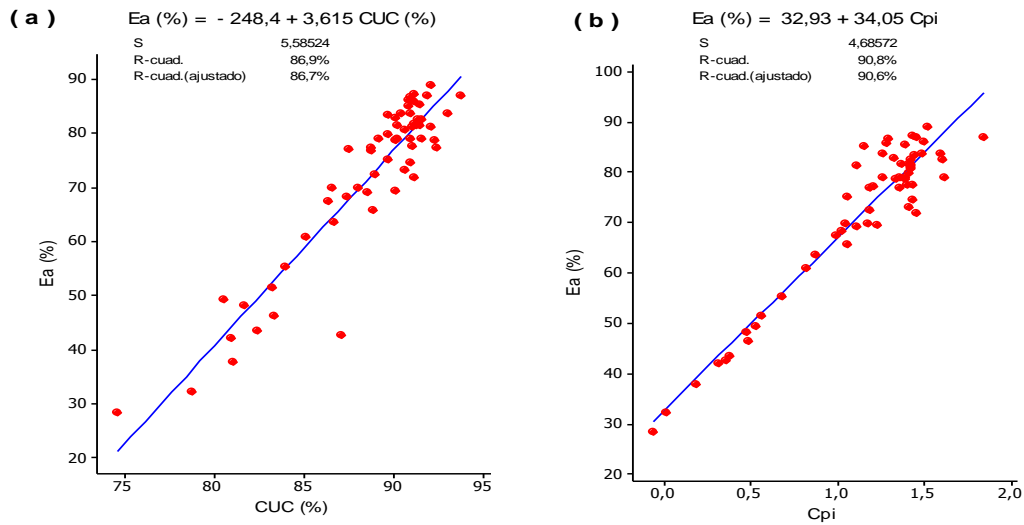 (a)
Ea (%) = - 248,4 + 3,615 CUC (%)
S 5,58524
R-cuad. 86,9%
R-cuad.(ajustado) 86,7%
90
80
70
60
50
40
30
20
Ea (%)
75 80 85 90 95
CUC (%)
(b)
Ea (%) = 32,93 + 34,05 Cpi
S 4,68572
R-cuad. 90,8%
R-cuad.(ajustado) 90,6%
100
90
80
70
60
50
40
30
20
Ea (%)
0,0 0,5 1,0 1,5 2,0
Cpi